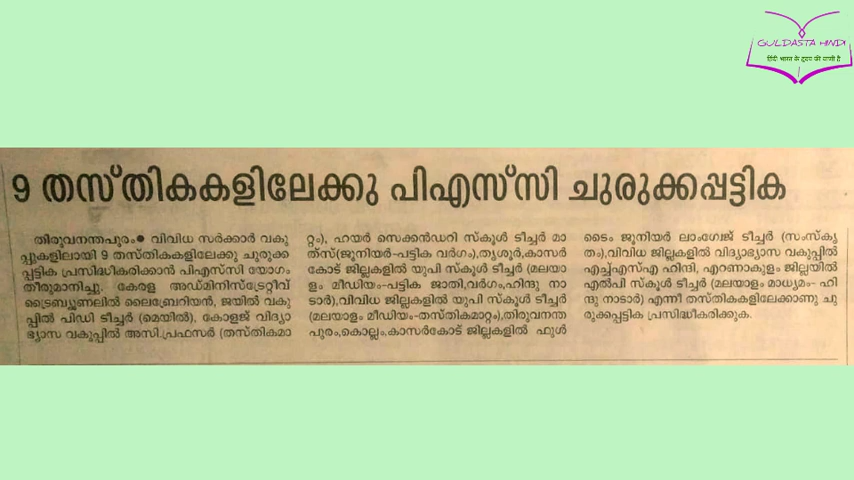 GULDASTA HINDI
हिंदी भारत के हृदय की वाणी है
9 തസ്തികകളിലേക്കു പിഎസ്‌സി ചുരുക്കപ്പട്ടിക
തിരുവനന്തപുരം● വിവിധ സർക്കാർ വകു
പ്പുകളിലായി 9 തസ്തികകളിലേക്കു ചുരുക്ക
പ്പട്ടിക പ്രസിദ്ധീകരിക്കാൻ പിഎസ്‌സി യോഗം
തീരുമാനിച്ചു. കേരള അഡ്മിനിസ്ട്രേറ്റീവ്
ട്രൈബ്യൂണലിൽ ലൈബ്രേറിയൻ, ജയിൽ വകു
പ്പിൽ പിഡി ടീച്ചർ (മെയിൽ), കോളജ് വിദ്യാ
ഭ്യാസ വകുപ്പിൽ അസി.പ്രഫസർ (തസ്തികമാ
റ്റം), ഹയർ സെക്കൻഡറി സ്കൂൾ ടീച്ചർ മാ
ത്‌സ്(ജൂനിയർ-പട്ടിക വർഗം),തൃശൂർ,കാസർ
കോട് ജില്ലകളിൽ യുപി സ്കൂൾ ടീച്ചർ (മലയാ
ളം മീഡിയം-പട്ടിക ജാതി,വർഗം,ഹിന്ദു നാ
ടാർ),വിവിധ ജില്ലകളിൽ യുപി സ്കൂൾ ടീച്ചർ
(മലയാളം മീഡിയം-തസ്തികമാറ്റം),തിരുവനന്ത
പുരം,കൊല്ലം,കാസർകോട് ജില്ലകളിൽ ഫുൾ
ടൈം ജൂനിയർ ലാംഗ്വേജ് ടീച്ചർ (സംസ്കൃ
തം),വിവിധ ജില്ലകളിൽ വിദ്യാഭ്യാസ വകുപ്പിൽ
എച്ച്എസ്എ ഹിന്ദി, എറണാകുളം ജില്ലയിൽ
എൽപി സ്കൂൾ ടീച്ചർ (മലയാളം മാധ്യമം- ഹി
ന്ദു നാടാർ) എന്നീ തസ്തികകളിലേക്കാണു ചു
രുക്കപ്പട്ടിക പ്രസിദ്ധീകരിക്കുക.